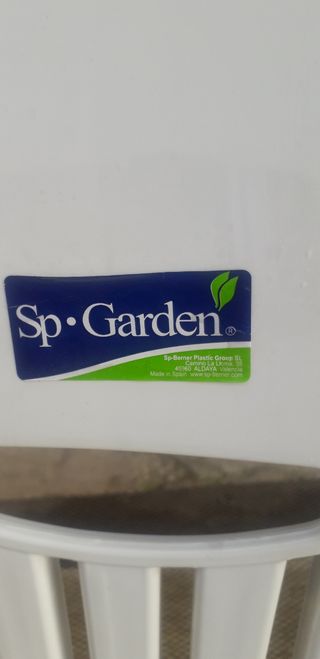 Sp·Garden®
Sp-Berner Plastic Group SL
Camino La Lloma, 35
46960 ALDAYA Valencia
Made in Spain www.sp-berner.com